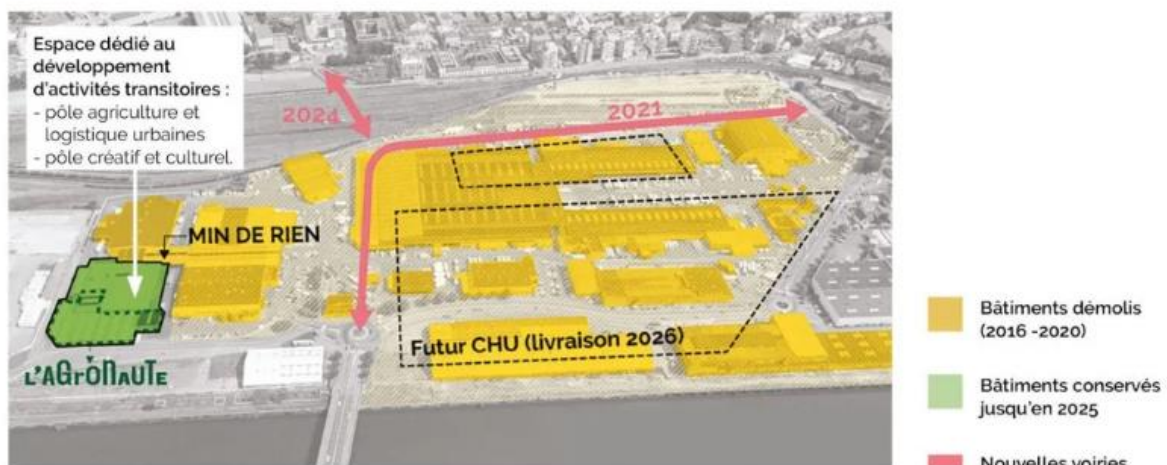 Espace dédié au
développement
d'activités transitoires :
- pôle agriculture et
logistique urbaines
- pôle créatif et culturel.
2024
2021
MIN DE RIEN
Futur CHU (livraison 2026)
L'AGrÔNAUTE
Bâtiments démolis
(2016 -2020)
Bâtiments conservés
jusqu'en 2025
Nouvelles voiries